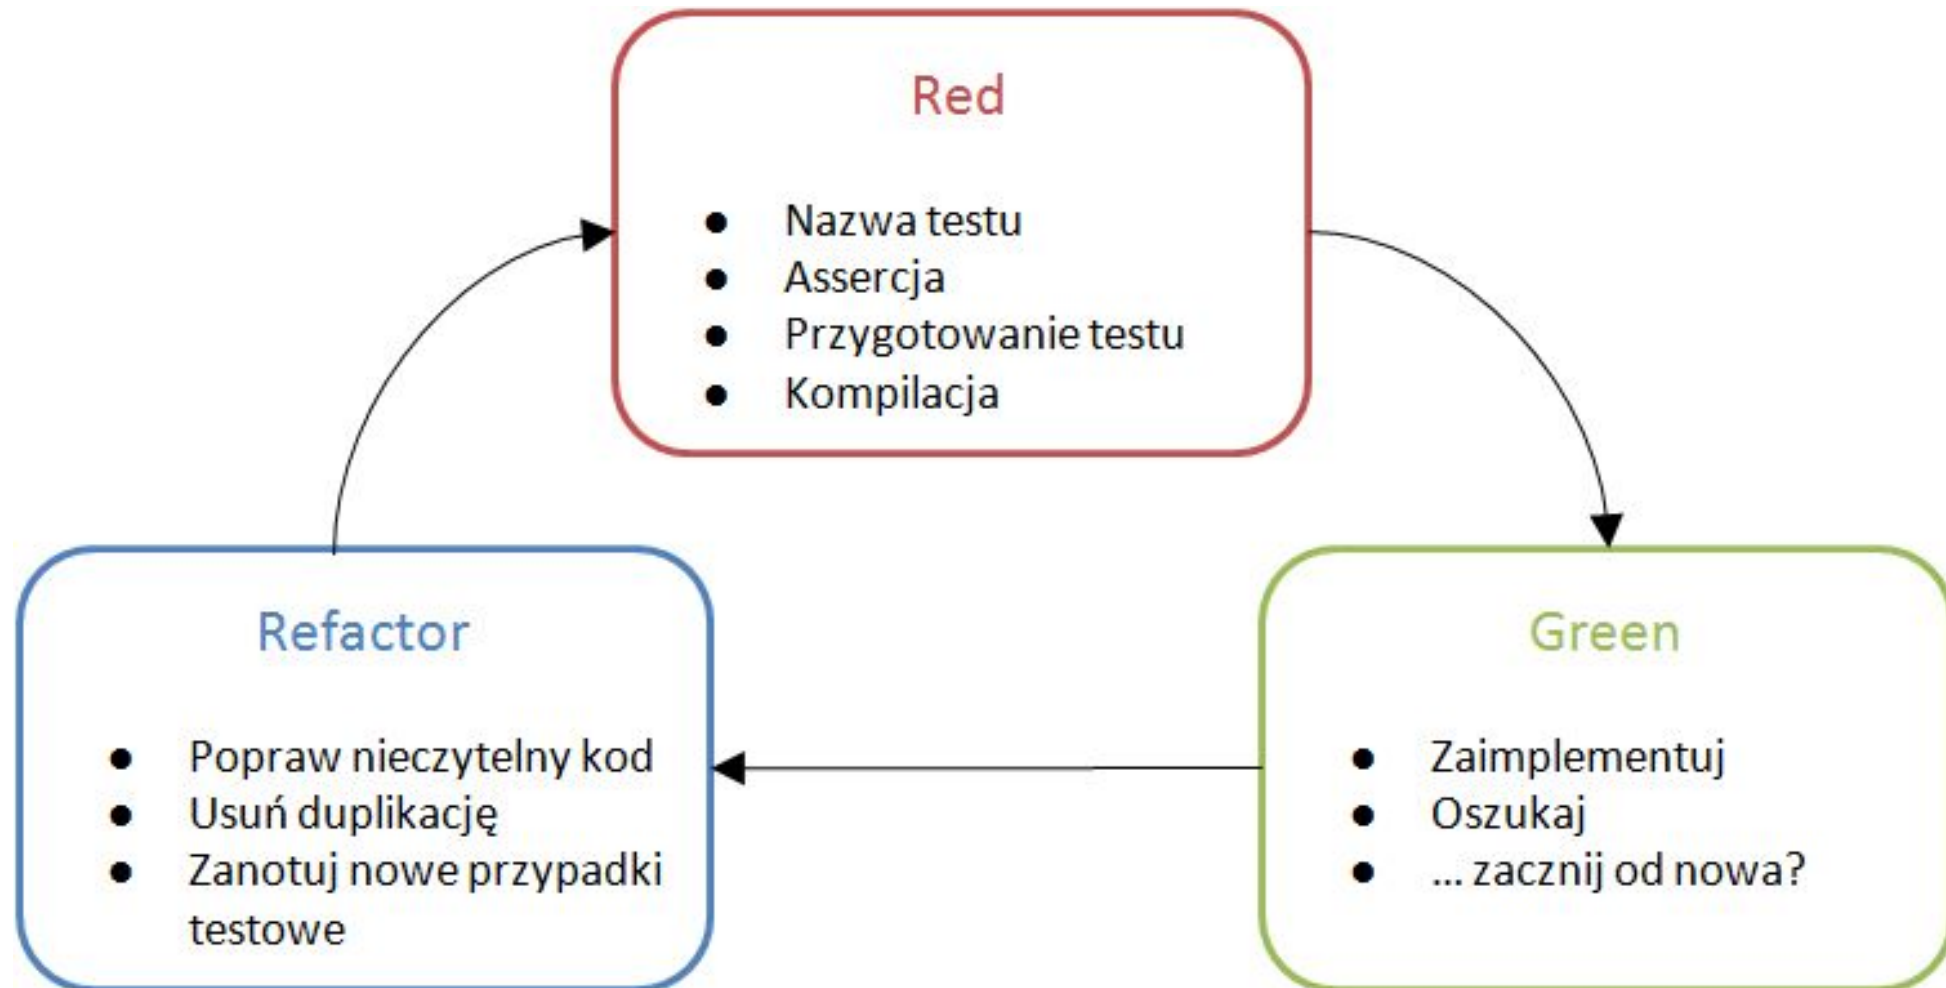 Red
● Nazwa testu
● Assercja
● Przygotowanie testu
● Kompilacja
Refactor
● Popraw nieczytelny kod
● Usuń duplikację
● Zanotuj nowe przypadki
testowe
Green
● Zaimplementuj
● Oszukaj
● ... zacznij od nowa?